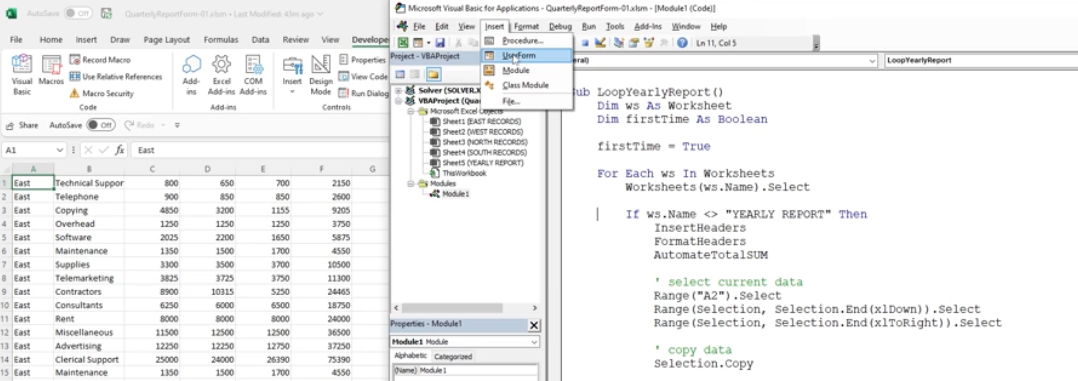 AutoSave Off QuarterlyReportForm-01.xlsm • Last Modified: 43m ago
File Home Insert Draw Page Layout Formulas Data Review View Develope
Visual Basic
Macros
Record Macro
Use Relative References
Macro Security
Code
Add-ins
Excel Add-ins
COM Add-ins
Add-ins
Insert
Design Mode
Properties
View Code
Run Dialog
Controls
Share AutoSave Off Redo
A1 fx East
A B C D E F G
1 East Technical Suppor 800 650 700 2150
2 East Telephone 900 850 850 2600
3 East Copying 4850 3200 1155 9205
4 East Overhead 1250 1250 1250 3750
5 East Software 2025 2200 1650 5875
6 East Maintenance 1350 1500 1700 4550
7 East Supplies 3300 3500 3700 10500
8 East Telemarketing 3825 3725 3750 11300
9 East Contractors 8900 10315 5250 24465
10 East Consultants 6250 6000 6500 18750
11 East Rent 8000 8000 8000 24000
12 East Miscellaneous 11500 12500 12500 36500
13 East Advertising 12250 12250 12750 37250
14 East Clerical Support 25000 24000 26390 75390
15 East Maintenance 1350 1500 1700 4550
Microsoft Visual Basic for Applications - QuarterlyReportForm-01.xlsm - [Module1 (Code)]
File Edit View Insert Format Debug Run Tools Add-Ins Window Help
Ln 11, Col 5
Procedure...
UserForm
Module
Class Module
File...
Project - VBAProject
Solver (SOLVER.X
VBAProject (Qua
Microsoft Excel Objects
Sheet1 (EAST RECORDS)
Sheet2 (WEST RECORDS)
Sheet3 (NORTH RECORDS)
Sheet4 (SOUTH RECORDS)
Sheet5 (YEARLY REPORT)
ThisWorkbook
Modules
Module1
Properties - Module1
Module1 Module
Alphabetic Categorized
(Name) Module1
eral) LoopYearlyReport
ub LoopYearlyReport()
Dim ws As Worksheet
Dim firstTime As Boolean
firstTime = True
For Each ws In Worksheets
Worksheets(ws.Name).Select
If ws.Name <> "YEARLY REPORT" Then
InsertHeaders
FormatHeaders
AutomateTotalSUM
' select current data
Range("A2").Select
Range(Selection, Selection.End(xlDown)).Select
Range(Selection, Selection.End(xlToRight)).Select
' copy data
Selection.Copy